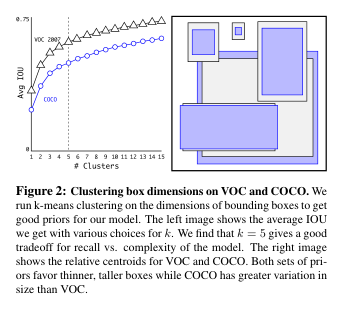 0.75
VOC 2007
Avg IOU
COCO
0
1 2 3 4 5 6 7 8 9 10 11 12 13 14 15
# Clusters
Figure 2: Clustering box dimensions on VOC and COCO. We
run k-means clustering on the dimensions of bounding boxes to get
good priors for our model. The left image shows the average IOU
we get with various choices for k. We find that k = 5 gives a good
tradeoff for recall vs. complexity of the model. The right image
shows the relative centroids for VOC and COCO. Both sets of pri-
ors favor thinner, taller boxes while COCO has greater variation in
size than VOC.